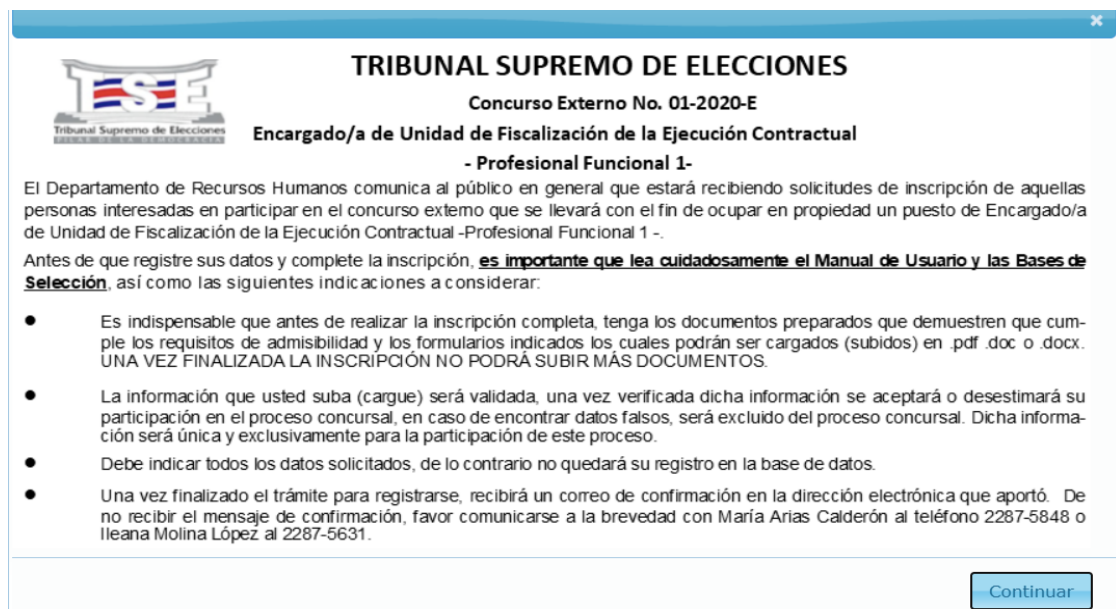 TRIBUNAL SUPREMO DE ELECCIONES
TSE
Tribunal Supremo de Elecciones
PILAR DE LA DEMOCRACIA
Concurso Externo No. 01-2020-E
Encargado/a de Unidad de Fiscalización de la Ejecución Contractual
- Profesional Funcional 1-
El Departamento de Recursos Humanos comunica al público en general que estará recibiendo solicitudes de inscripción de aquellas
personas interesadas en participar en el concurso externo que se llevará con el fin de ocupar en propiedad un puesto de Encargado/a
de Unidad de Fiscalización de la Ejecución Contractual -Profesional Funcional 1 -.
Antes de que registre sus datos y complete la inscripción, es importante que lea cuidadosamente el Manual de Usuario y las Bases de
Selección, así como las siguientes indicaciones a considerar:
● Es indispensable que antes de realizar la inscripción completa, tenga los documentos preparados que demuestren que cum-
ple los requisitos de admisibilidad y los formularios indicados los cuales podrán ser cargados (subidos) en .pdf .doc o .docx.
UNA VEZ FINALIZADA LA INSCRIPCIÓN NO PODRÁ SUBIR MÁS DOCUMENTOS.
● La información que usted suba (cargue) será validada, una vez verificada dicha información se aceptará o desestimará su
participación en el proceso concursal, en caso de encontrar datos falsos, será excluido del proceso concursal. Dicha informa-
ción será única y exclusivamente para la participación de este proceso.
● Debe indicar todos los datos solicitados, de lo contrario no quedará su registro en la base de datos.
● Una vez finalizado el trámite para registrarse, recibirá un correo de confirmación en la dirección electrónica que aportó. De
no recibir el mensaje de confirmación, favor comunicarse a la brevedad con María Arias Calderón al teléfono 2287-5848 o
Ileana Molina López al 2287-5631.
Continuar